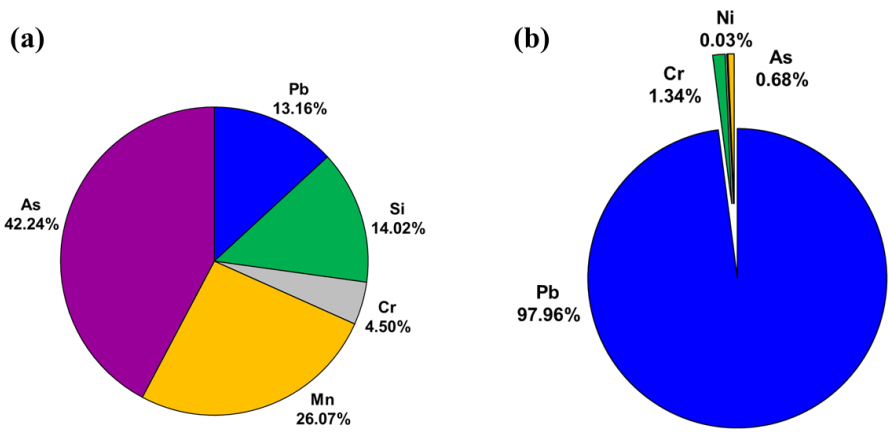 (a)
Pb
13.16%
Si
14.02%
Cr
4.50%
Mn
26.07%
As
42.24%
(b)
Ni
0.03%
As
0.68%
Cr
1.34%
Pb
97.96%